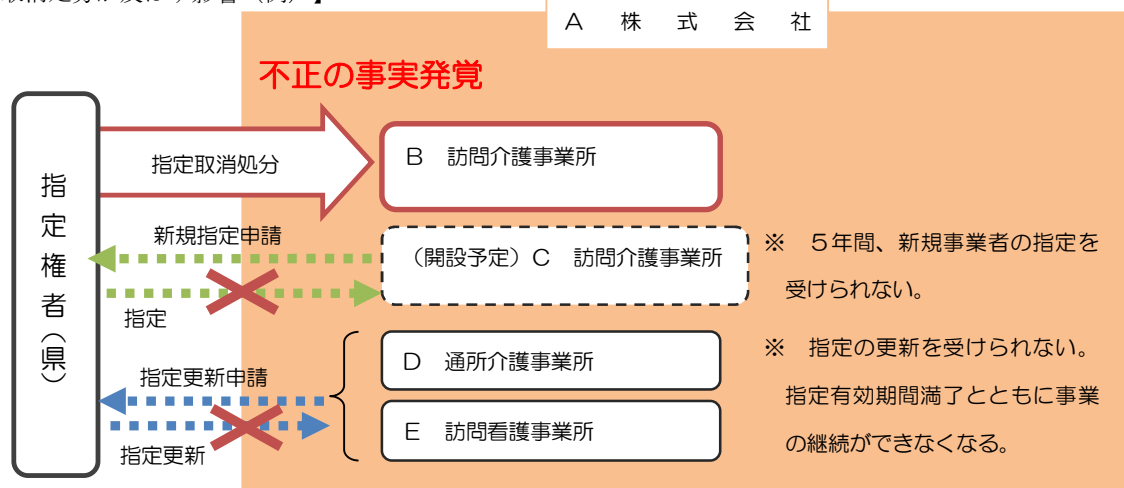 Ａ 株 式 会 社
不正の事実発覚
指定権者（県）
指定取消処分
Ｂ 訪問介護事業所
新規指定申請
（開設予定）Ｃ 訪問介護事業所
指定
※ ５年間、新規事業者の指定を
受けられない。
指定更新申請
指定更新
Ｄ 通所介護事業所
Ｅ 訪問看護事業所
※ 指定の更新を受けられない。
指定有効期間満了とともに事業
の継続ができなくなる。